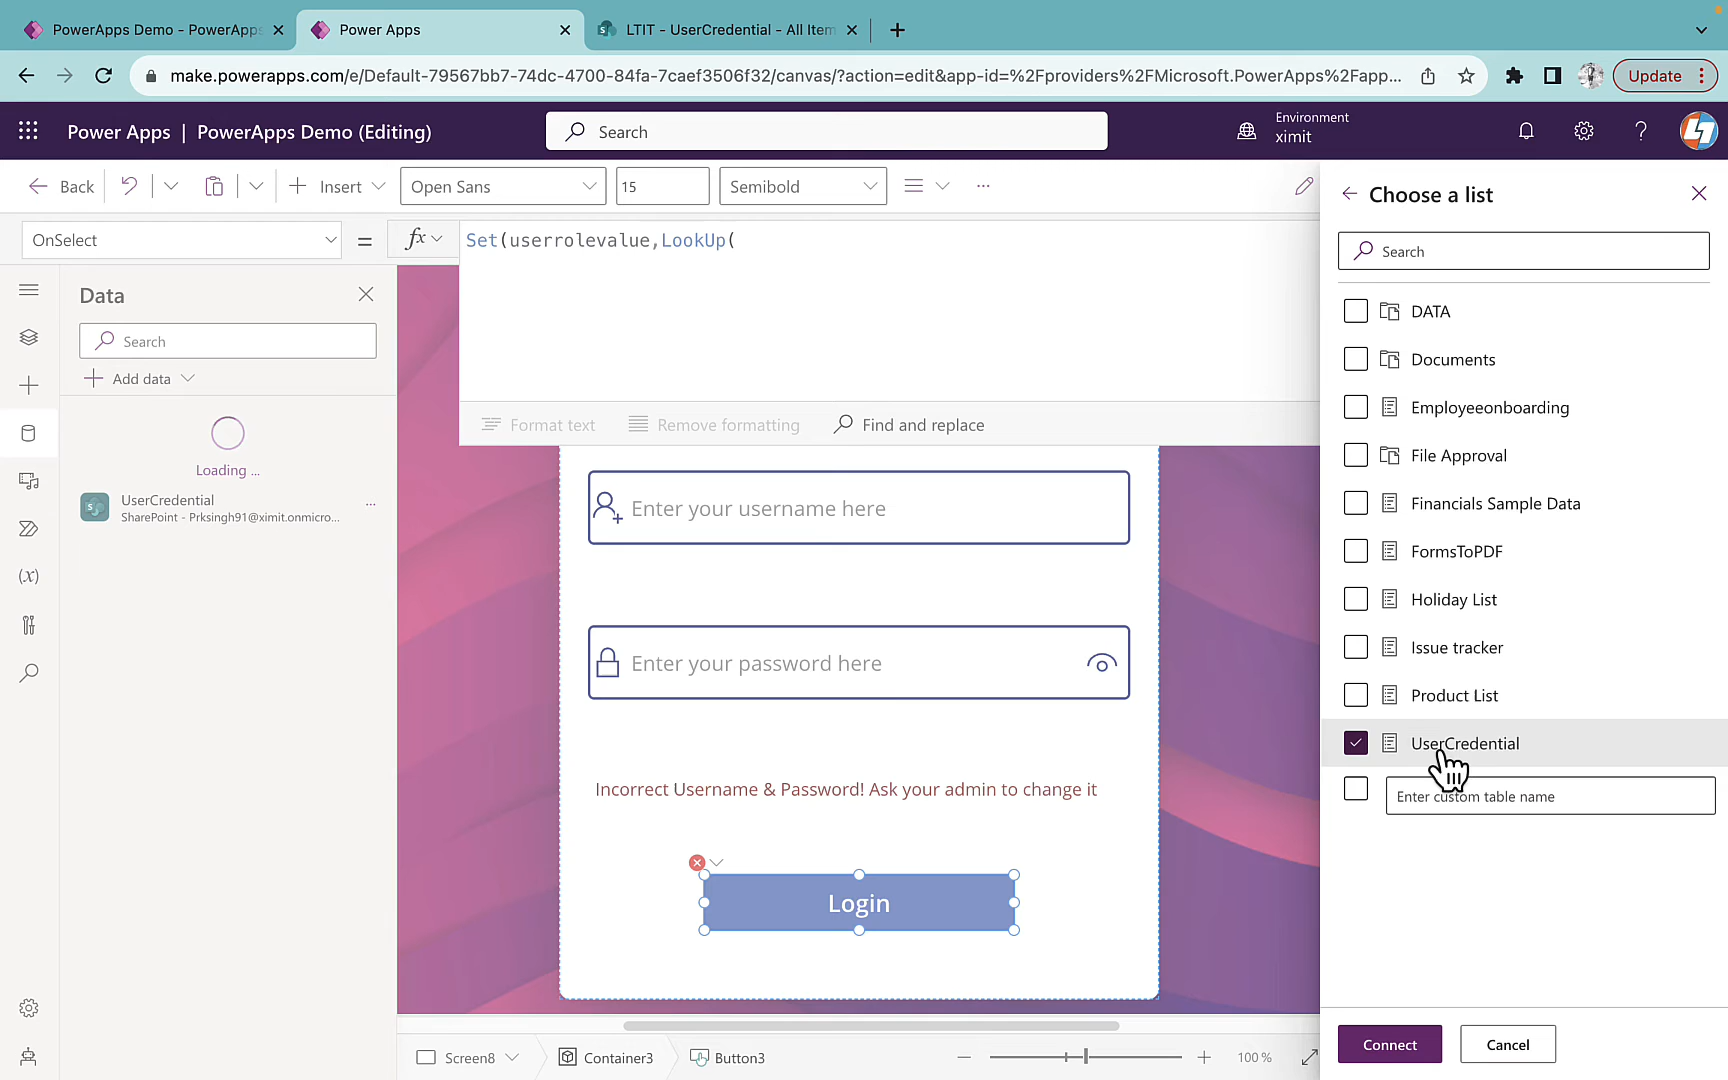 PowerApps Demo - PowerApps
Power Apps
LTIT - UserCredential - All Item
make.powerapps.com/e/Default-79567bb7-74dc-4700-84fa-7caef3506f32/canvas/?action=edit&app-id=%2Fproviders%2FMicrosoft.PowerApps%2Fapp...
Update
Power Apps | PowerApps Demo (Editing)
Search
Environment
ximit
Back
Insert
Open Sans
15
Semibold
OnSelect
=
fx
Set(userrolevalue,LookUp(
Format text
Remove formatting
Find and replace
Data
Search
Add data
Loading ...
UserCredential
SharePoint - Prksingh91@ximit.onmicro...
(x)
Enter your username here
Enter your password here
Incorrect Username & Password! Ask your admin to change it
Login
Screen8
Container3
Button3
100 %
Choose a list
Search
DATA
Documents
Employeeonboarding
File Approval
Financials Sample Data
FormsToPDF
Holiday List
Issue tracker
Product List
UserCredential
Enter custom table name
Connect
Cancel